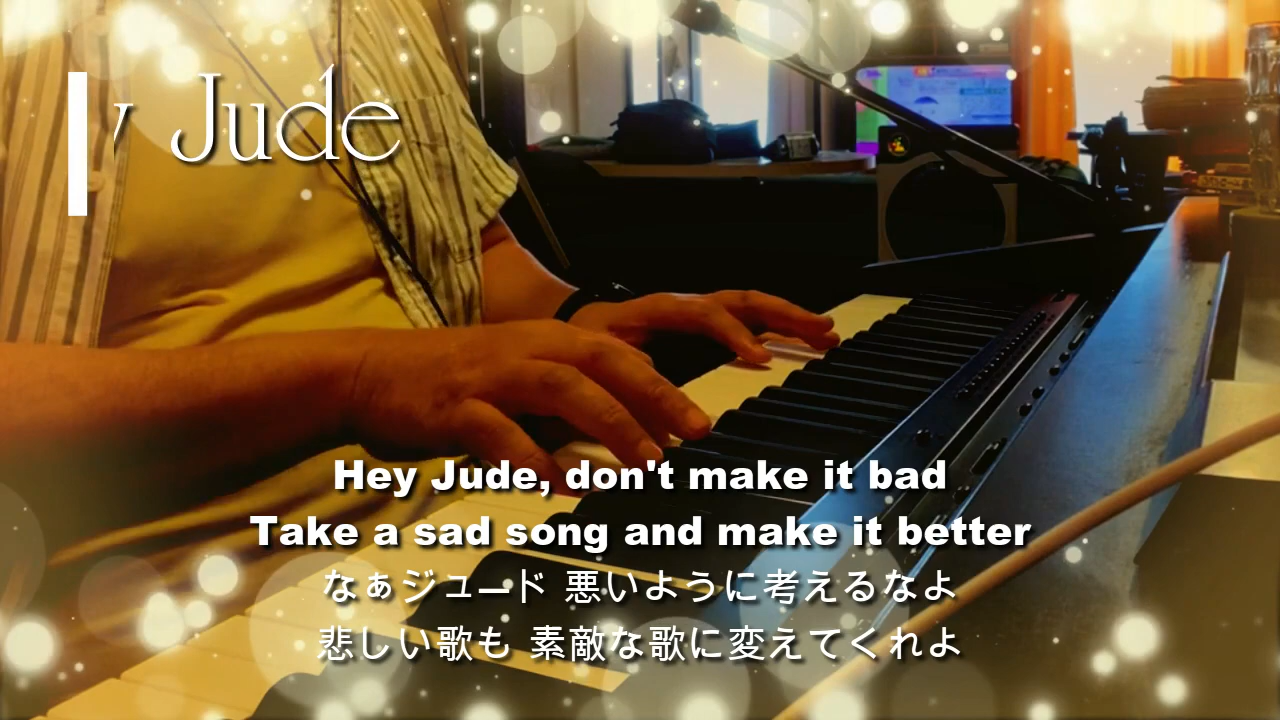 y Jude
Hey Jude, don't make it bad
Take a sad song and make it better
なぁジュード 悪いように考えるなよ
悲しい歌も 素敵な歌に変えてくれよ